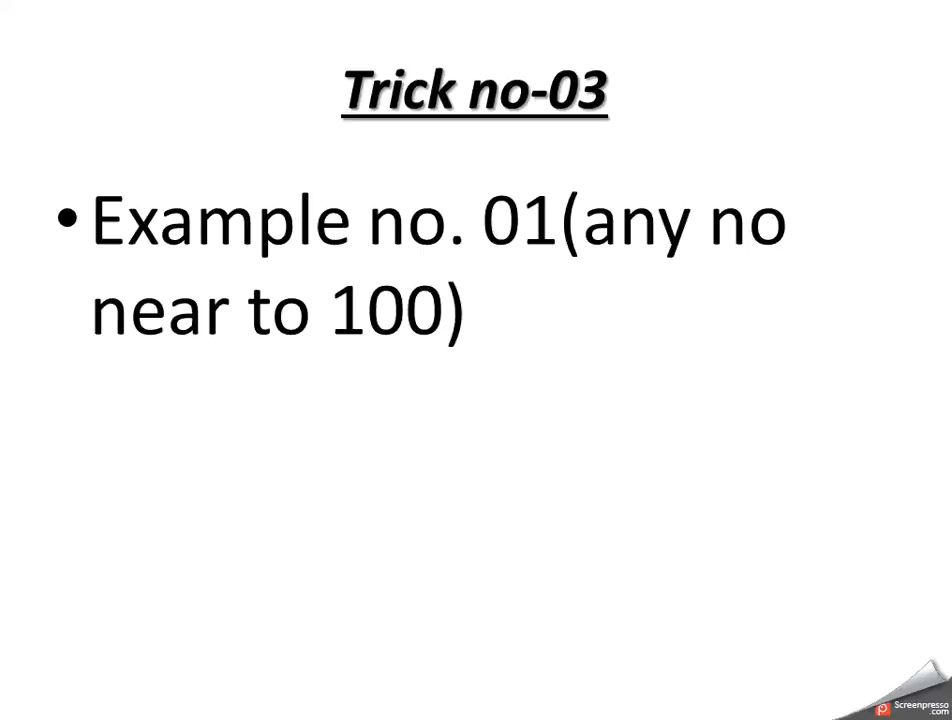 Trick no-03
• Example no. 01(any no
near to 100)
Screenpresso
.com